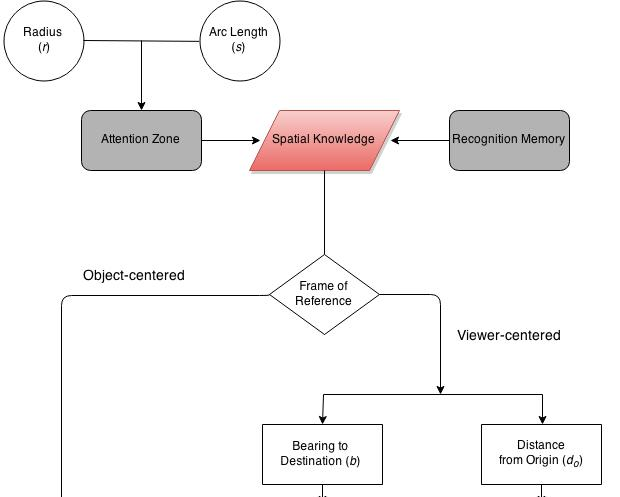 Radius
(r)
Arc Length
(s)
Attention Zone
Spatial Knowledge
Recognition Memory
Object-centered
Frame of
Reference
Viewer-centered
Bearing to
Destination (b)
Distance
from Origin (dₒ)